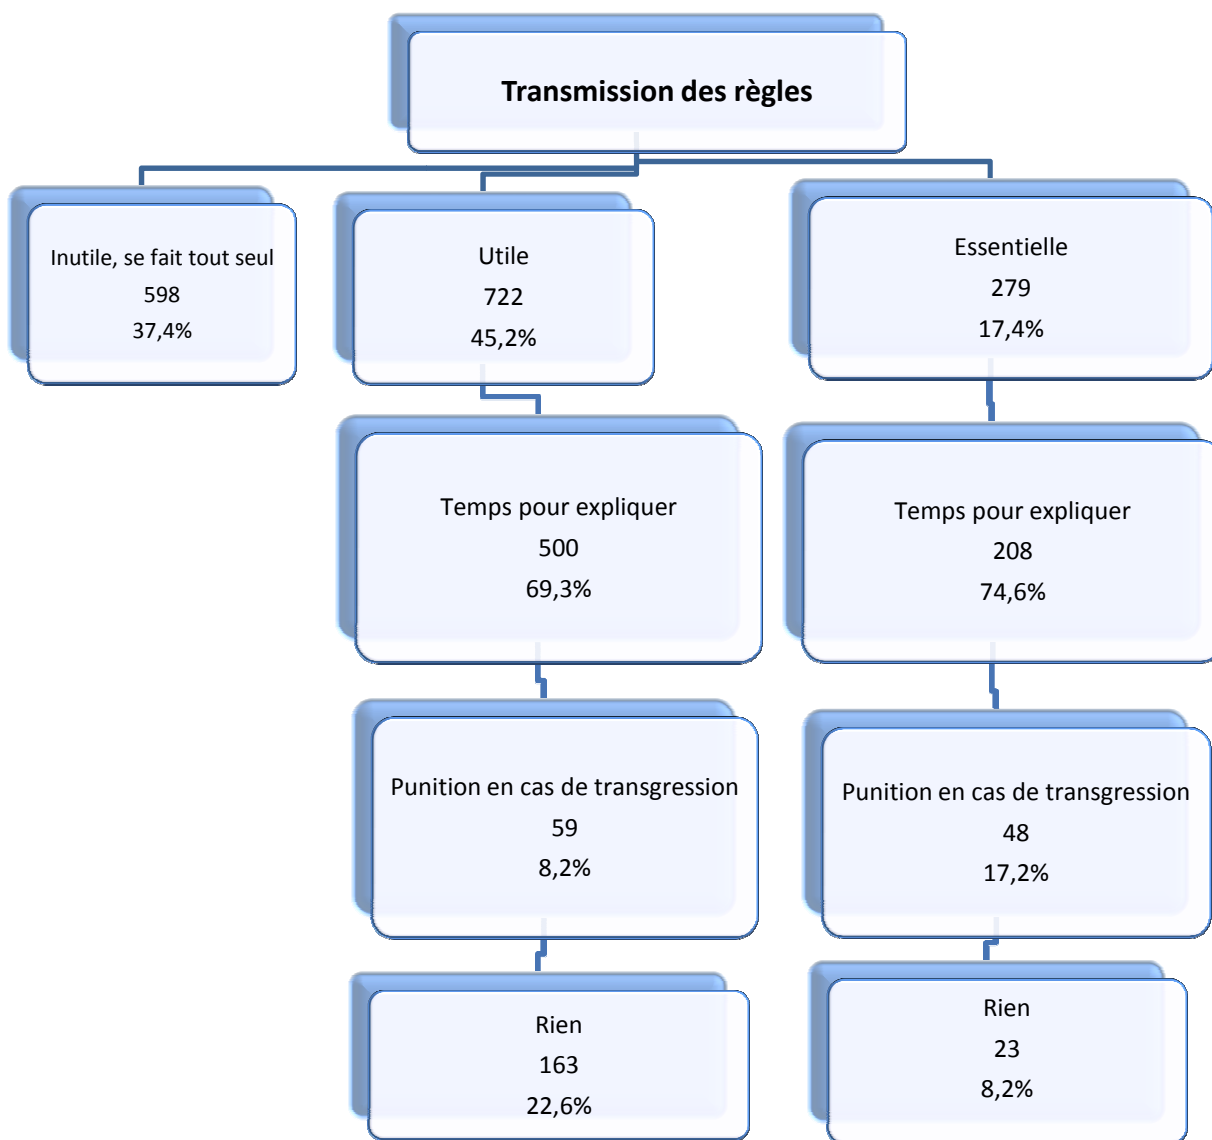 Transmission des règles
Inutile, se fait tout seul
598
37,4%
Utile
722
45,2%
Essentielle
279
17,4%
Temps pour expliquer
500
69,3%
Temps pour expliquer
208
74,6%
Punition en cas de transgression
59
8,2%
Punition en cas de transgression
48
17,2%
Rien
163
22,6%
Rien
23
8,2%